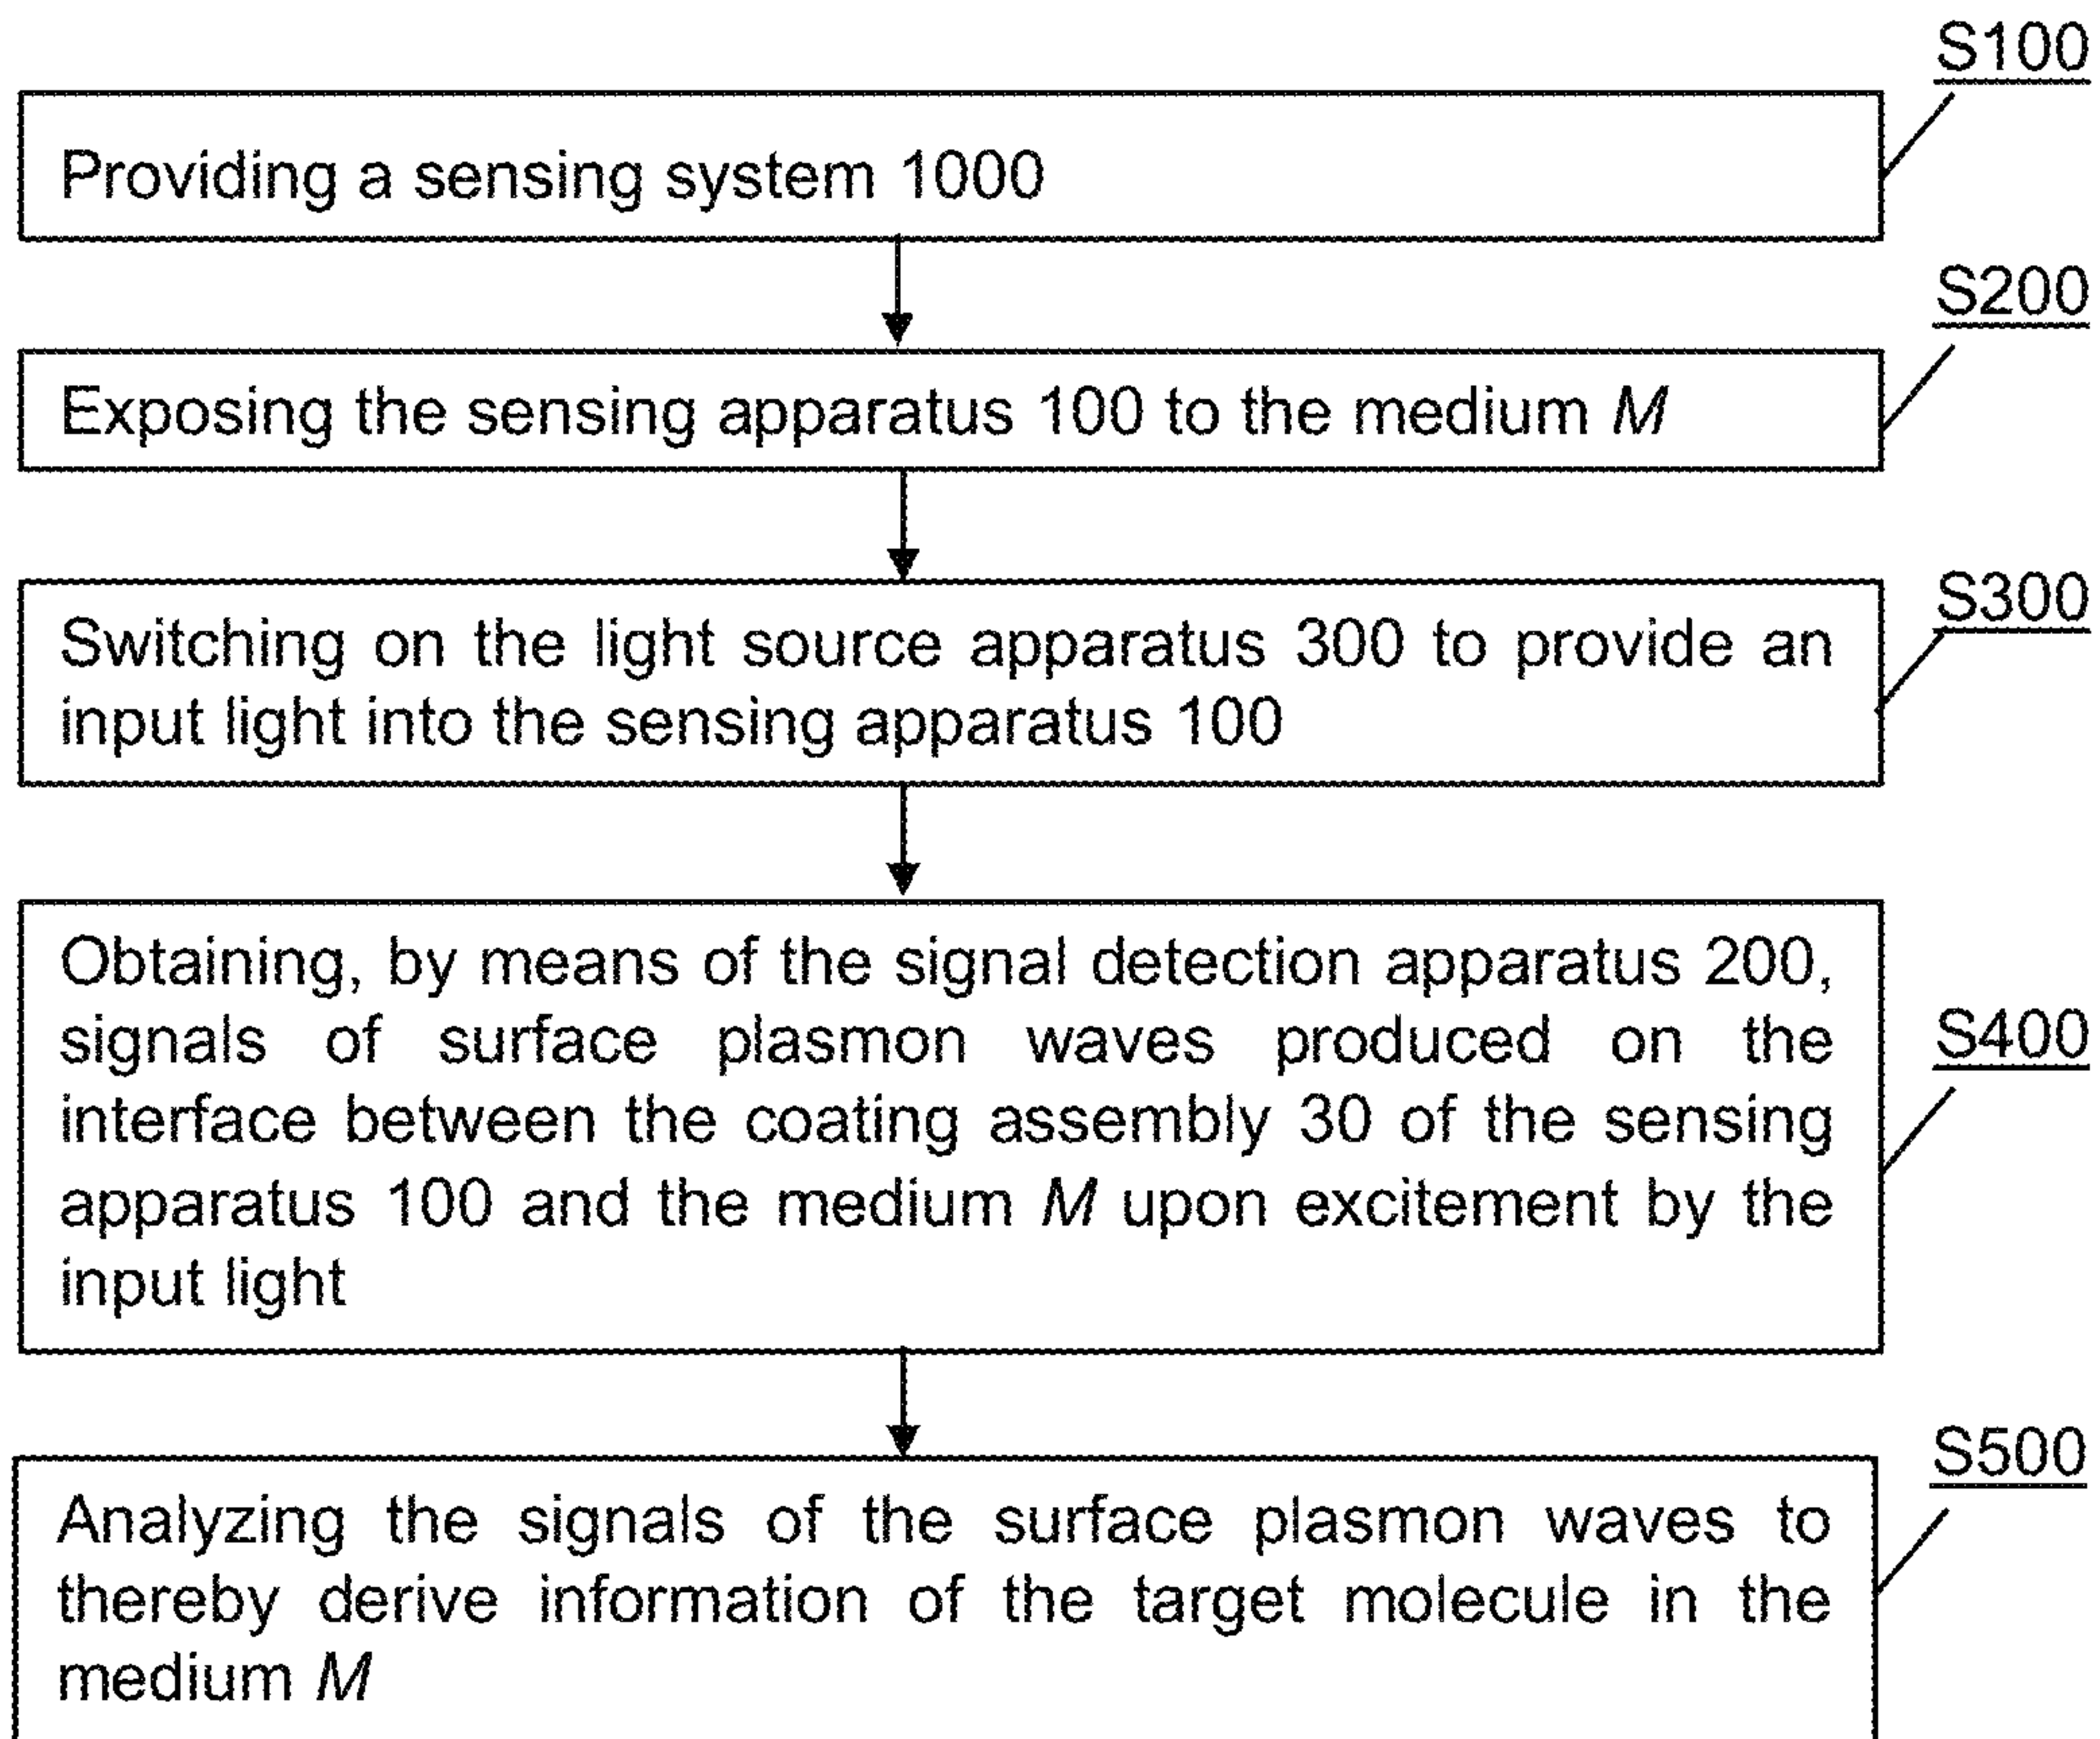 S100
Providing a sensing system 1000
S200
Exposing the sensing apparatus 100 to the medium M
S300
Switching on the light source apparatus 300 to provide an
input light into the sensing apparatus 100
Obtaining, by means of the signal detection apparatus 200,
signals of surface plasmon waves produced on the
S400
interface between the coating assembly 30 of the sensing
apparatus 100 and the medium M upon excitement by the
input light
S500
Analyzing the signals of the surface plasmon waves to
thereby derive information of the target molecule in the
medium M